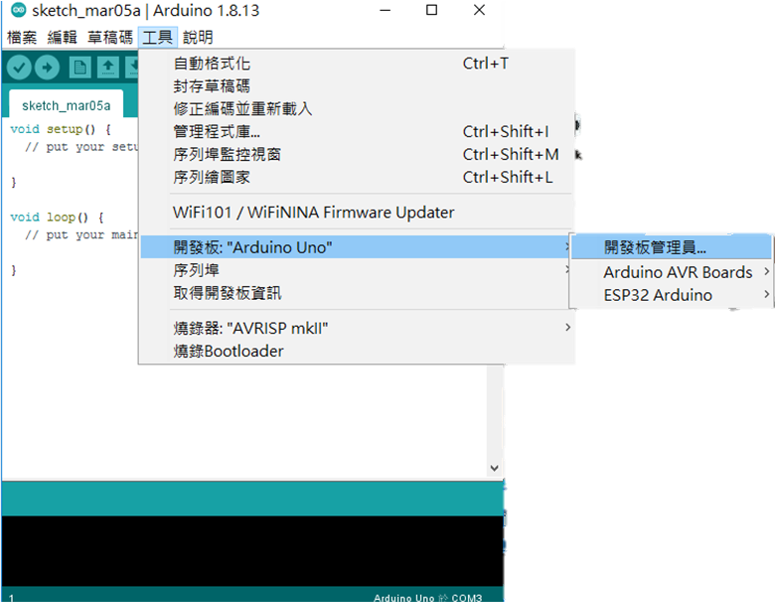 sketch_mar05a | Arduino 1.8.13
檔案 編輯 草稿碼 工具 說明
sketch_mar05a
void setup() {
// put your setu
}
void loop() {
// put your main
}
自動格式化 Ctrl+T
封存草稿碼
修正編碼並重新載入
管理程式庫... Ctrl+Shift+I
序列埠監控視窗 Ctrl+Shift+M
序列繪圖家 Ctrl+Shift+L
WiFi101 / WiFiNINA Firmware Updater
開發板: "Arduino Uno"
序列埠
取得開發板資訊
燒錄器: "AVRISP mkII"
燒錄Bootloader
開發板管理員...
Arduino AVR Boards
ESP32 Arduino
1 Arduino Uno 於 COM3